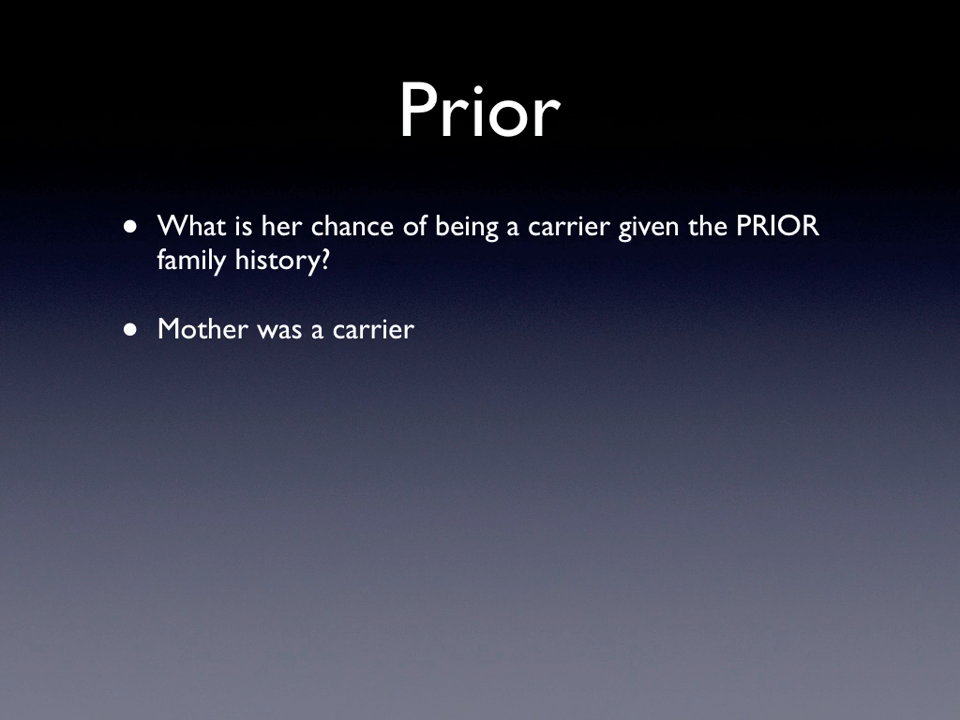 Prior
• What is her chance of being a carrier given the PRIOR
family history?
• Mother was a carrier